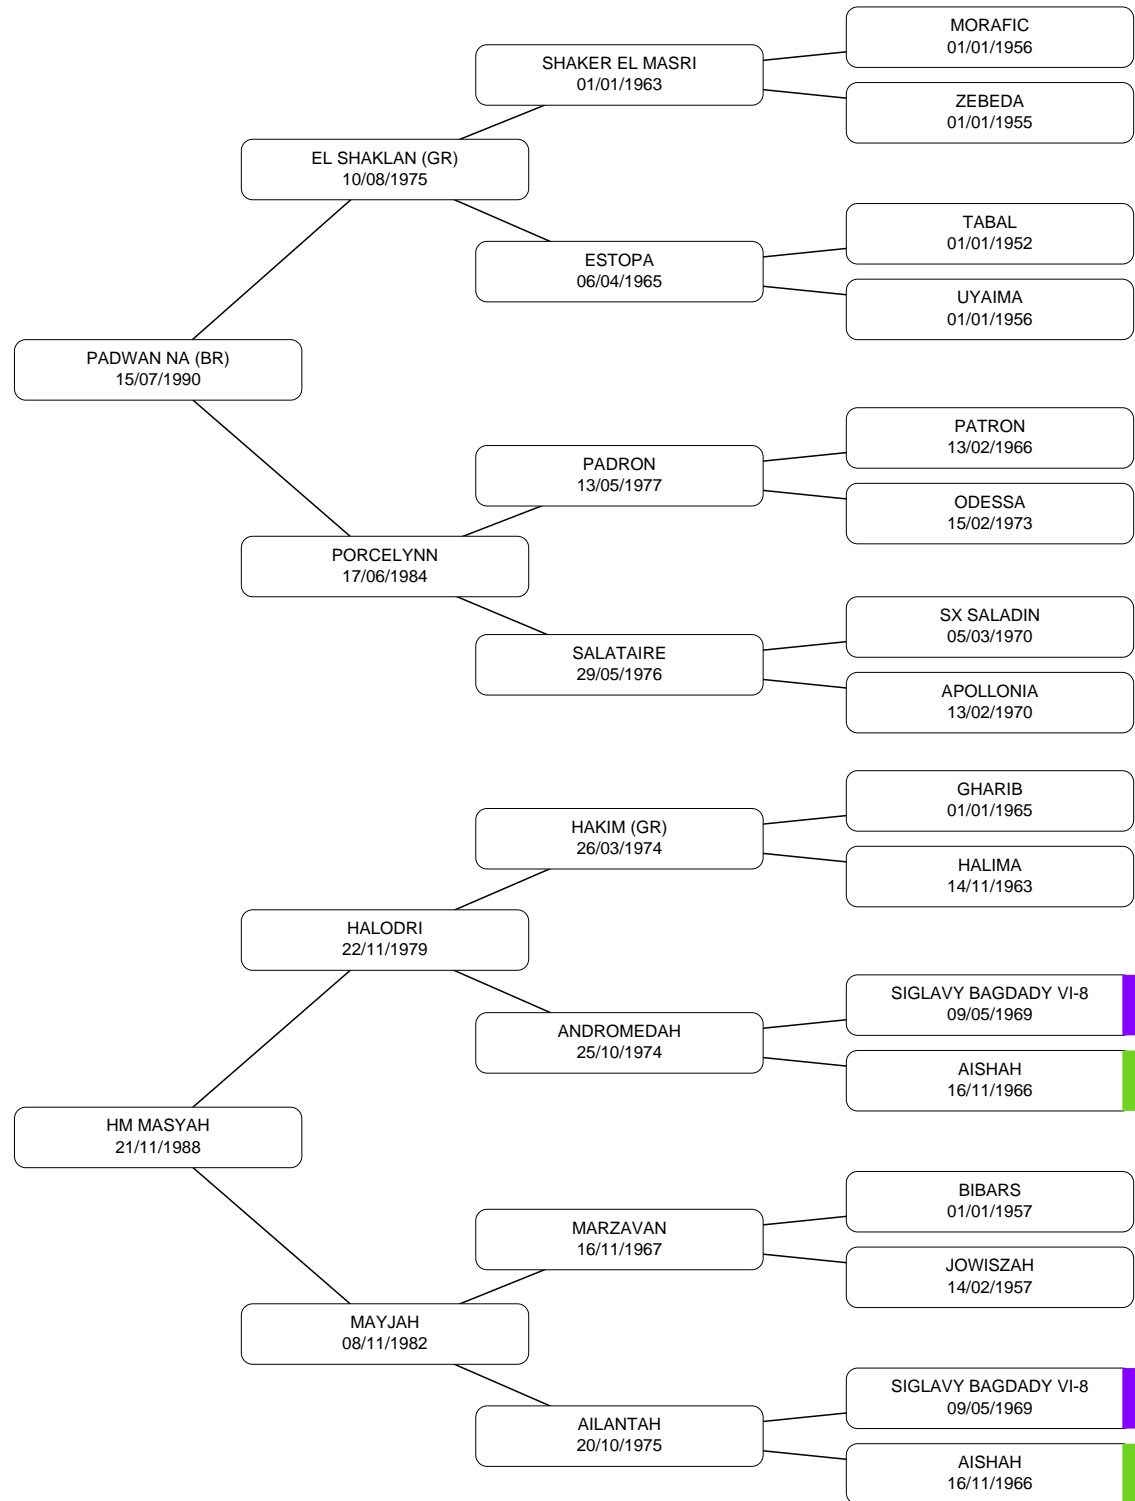 MORAFIC
01/01/1956
SHAKER EL MASRI
01/01/1963
ZEBEDA
01/01/1955
EL SHAKLAN (GR)
10/08/1975
TABAL
01/01/1952
ESTOPA
06/04/1965
UYAIMA
01/01/1956
PADWAN NA (BR)
15/07/1990
PATRON
13/02/1966
PADRON
13/05/1977
ODESSA
15/02/1973
PORCELYNN
17/06/1984
SX SALADIN
05/03/1970
SALATAIRE
29/05/1976
APOLLONIA
13/02/1970
GHARIB
01/01/1965
HAKIM (GR)
26/03/1974
HALIMA
14/11/1963
HALODRI
22/11/1979
SIGLAVY BAGDADY VI-8
09/05/1969
ANDROMEDAH
25/10/1974
AISHAH
16/11/1966
HM MASYAH
21/11/1988
BIBARS
01/01/1957
MARZAVAN
16/11/1967
JOWISZAH
14/02/1957
MAYJAH
08/11/1982
SIGLAVY BAGDADY VI-8
09/05/1969
AILANTAH
20/10/1975
AISHAH
16/11/1966